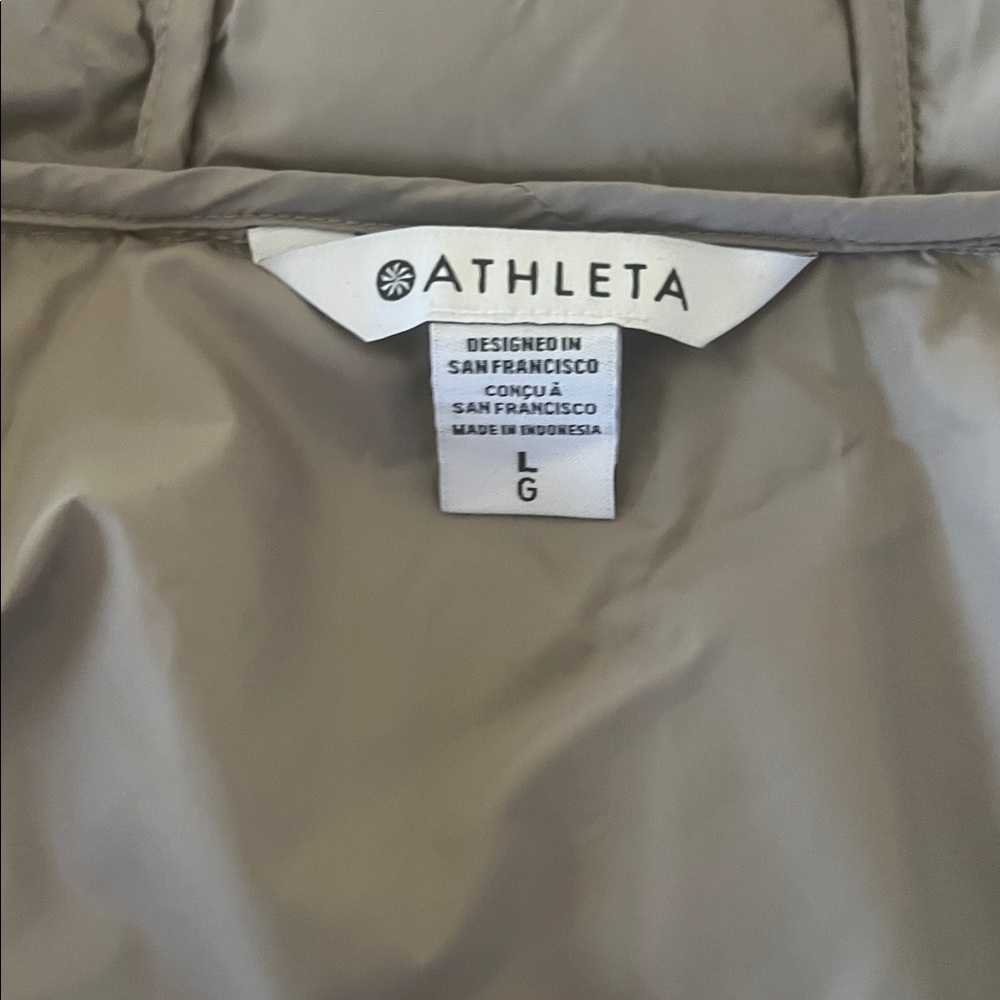 ATHLETA
DESIGNED IN
SAN FRANCISCO
CONÇU À
SAN FRANCISCO
MADE IN INDONESIA
L
G